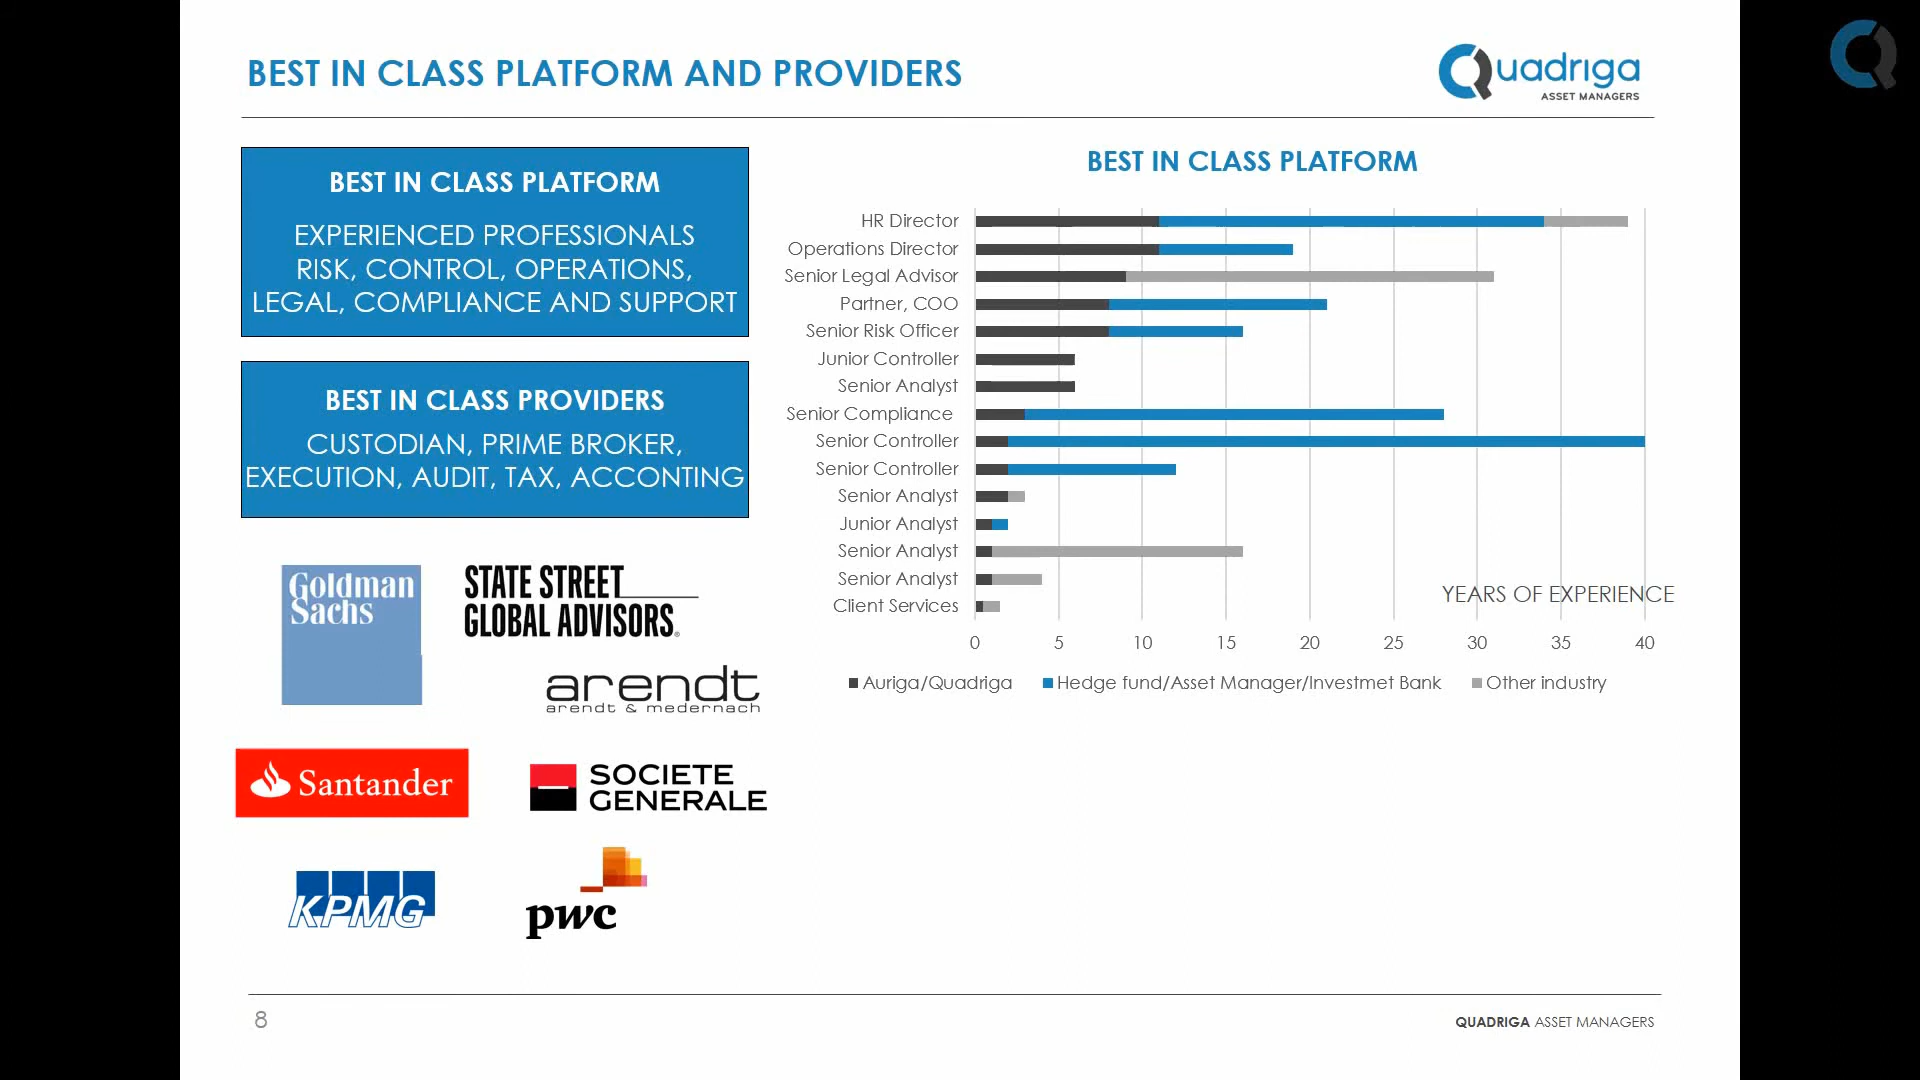 BEST IN CLASS PLATFORM AND PROVIDERS
Quadriga
ASSET MANAGERS
BEST IN CLASS PLATFORM
EXPERIENCED PROFESSIONALS
RISK, CONTROL, OPERATIONS,
LEGAL, COMPLIANCE AND SUPPORT
BEST IN CLASS PROVIDERS
CUSTODIAN, PRIME BROKER,
EXECUTION, AUDIT, TAX, ACCONTING
Goldman
Sachs
STATE STREET
GLOBAL ADVISORS®
arendt
arendt & medernach
Santander
SOCIETE
GENERALE
KPMG
pwc
BEST IN CLASS PLATFORM
HR Director
Operations Director
Senior Legal Advisor
Partner, COO
Senior Risk Officer
Junior Controller
Senior Analyst
Senior Compliance
Senior Controller
Senior Controller
Senior Analyst
Junior Analyst
Senior Analyst
Senior Analyst
Client Services
YEARS OF EXPERIENCE
0 5 10 15 20 25 30 35 40
Auriga/Quadriga Hedge fund/Asset Manager/Investmet Bank Other industry
8
QUADRIGA ASSET MANAGERS